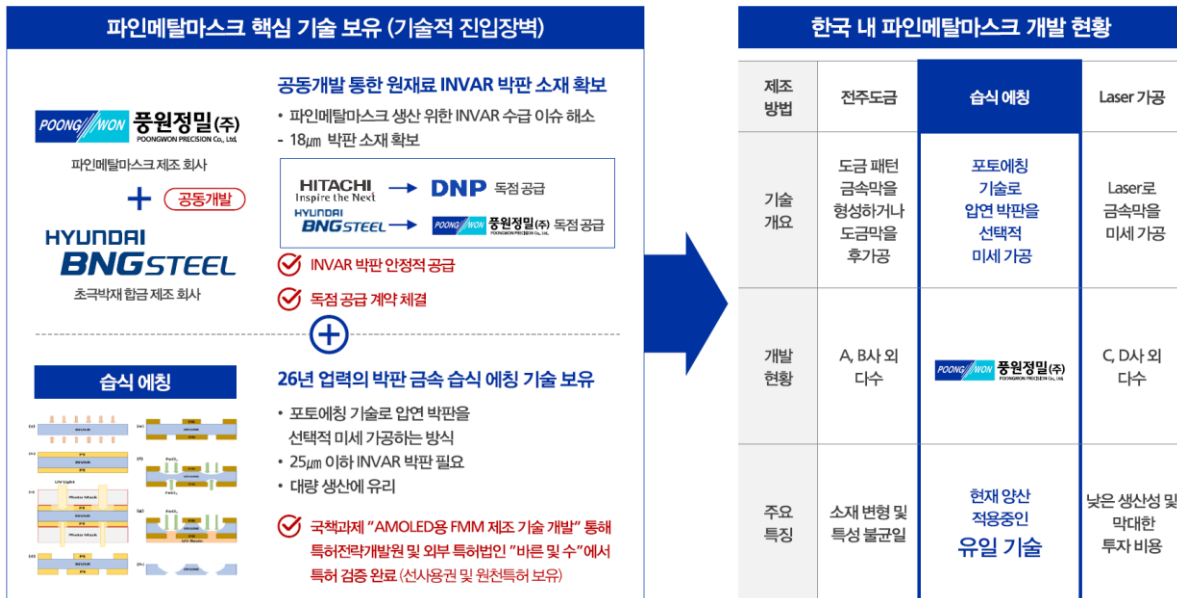 파인메탈마스크 핵심 기술 보유 (기술적 진입장벽)
POONG WON 풍원정밀(주)
POONGWON PRECISION Co., Ltd.
파인메탈마스크 제조 회사
+ 공동개발
HYUNDAI
BNG STEEL
초극박재 합금 제조 회사
공동개발 통한 원재료 INVAR 박판 소재 확보
• 파인메탈마스크 생산 위한 INVAR 수급 이슈 해소
- 18㎛ 박판 소재 확보
HITACHI
Inspire the Next
DNP 독점 공급
HYUNDAI
BNG STEEL
POONG WON 풍원정밀(주) 독점 공급
INVAR 박판 안정적 공급
독점 공급 계약 체결
+
습식 에칭
INVAR
PR
INVAR
PR
UV Light
Photo Mask
Photo Mask
INVAR
FeCl₃
FeCl₃
26년 업력의 박판 금속 습식 에칭 기술 보유
• 포토에칭 기술로 압연 박판을
선택적 미세 가공하는 방식
• 25㎛ 이하 INVAR 박판 필요
• 대량 생산에 유리
국책과제 "AMOLED용 FMM 제조 기술 개발" 통해
특허전략개발원 및 외부 특허법인 "바른 및 수"에서
특허 검증 완료 (선사용권 및 원천특허 보유)
한국 내 파인메탈마스크 개발 현황
제조
방법
전주도금
습식 에칭
Laser 가공
기술
개요
도금 패턴
금속막을
형성하거나
도금막을
후가공
포토에칭
기술로
압연 박판을
선택적
미세 가공
Laser로
금속막을
미세 가공
개발
현황
A, B사 외
다수
POONG WON 풍원정밀(주)
POONGWON PRECISION Co., Ltd.
C, D사 외
다수
주요
특징
소재 변형 및
특성 불균일
현재 양산
적용중인
유일 기술
낮은 생산성 및
막대한
투자 비용